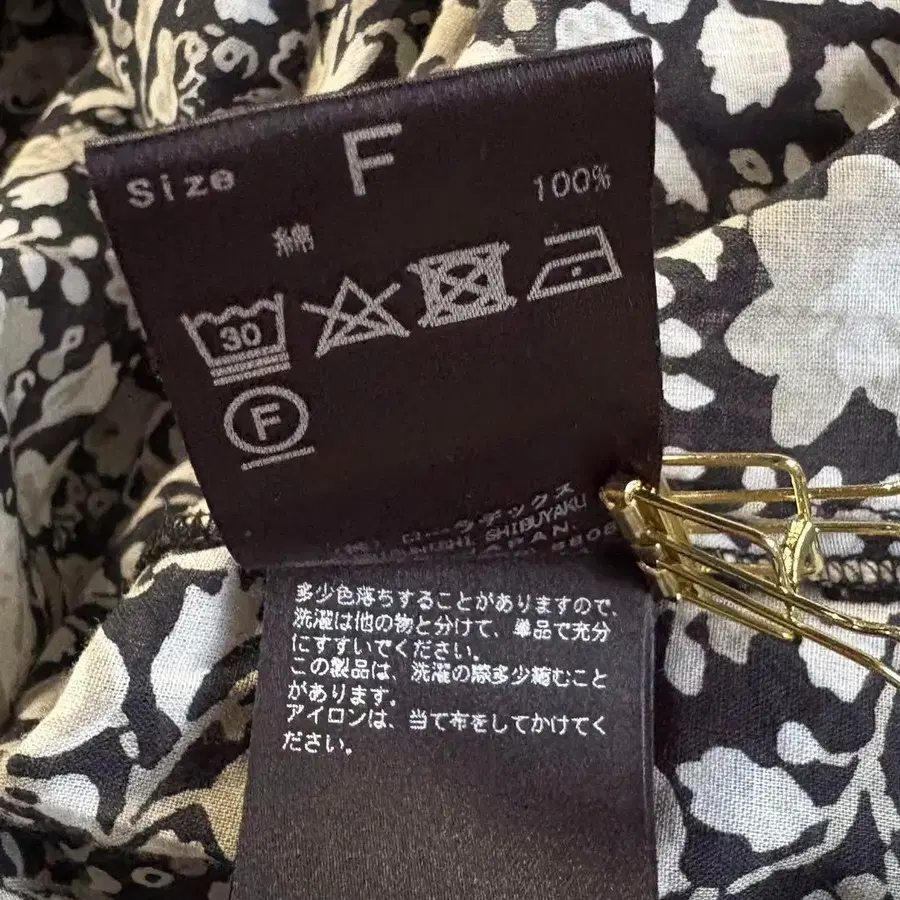 Size F
綿 100%
30
F
ローラデックス
SHIBUYAKU
多少色落ちすることがありますので、
洗濯は他の物と分けて、単品で充分
にすすいでください。
この製品は、洗濯の際多少縮むこと
があります。
アイロンは、当て布をしてかけてく
ださい。